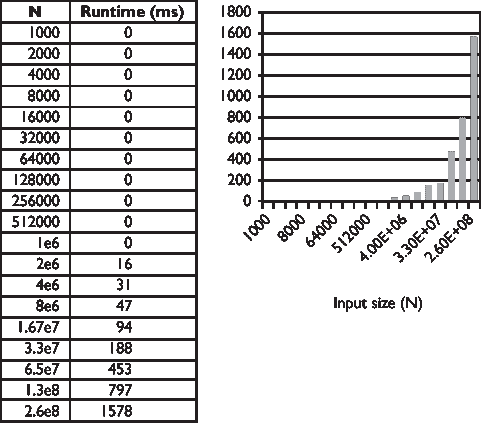 N Runtime (ms)
1000 0
2000 0
4000 0
8000 0
16000 0
32000 0
64000 0
128000 0
256000 0
512000 0
1e6 0
2e6 16
4e6 31
8e6 47
1.67e7 94
3.3e7 188
6.5e7 453
1.3e8 797
2.6e8 1578
1800
1600
1400
1200
1000
800
600
400
200
0
1000
8000
64000
512000
4.00E+06
3.30E+07
2.60E+08
Input size (N)